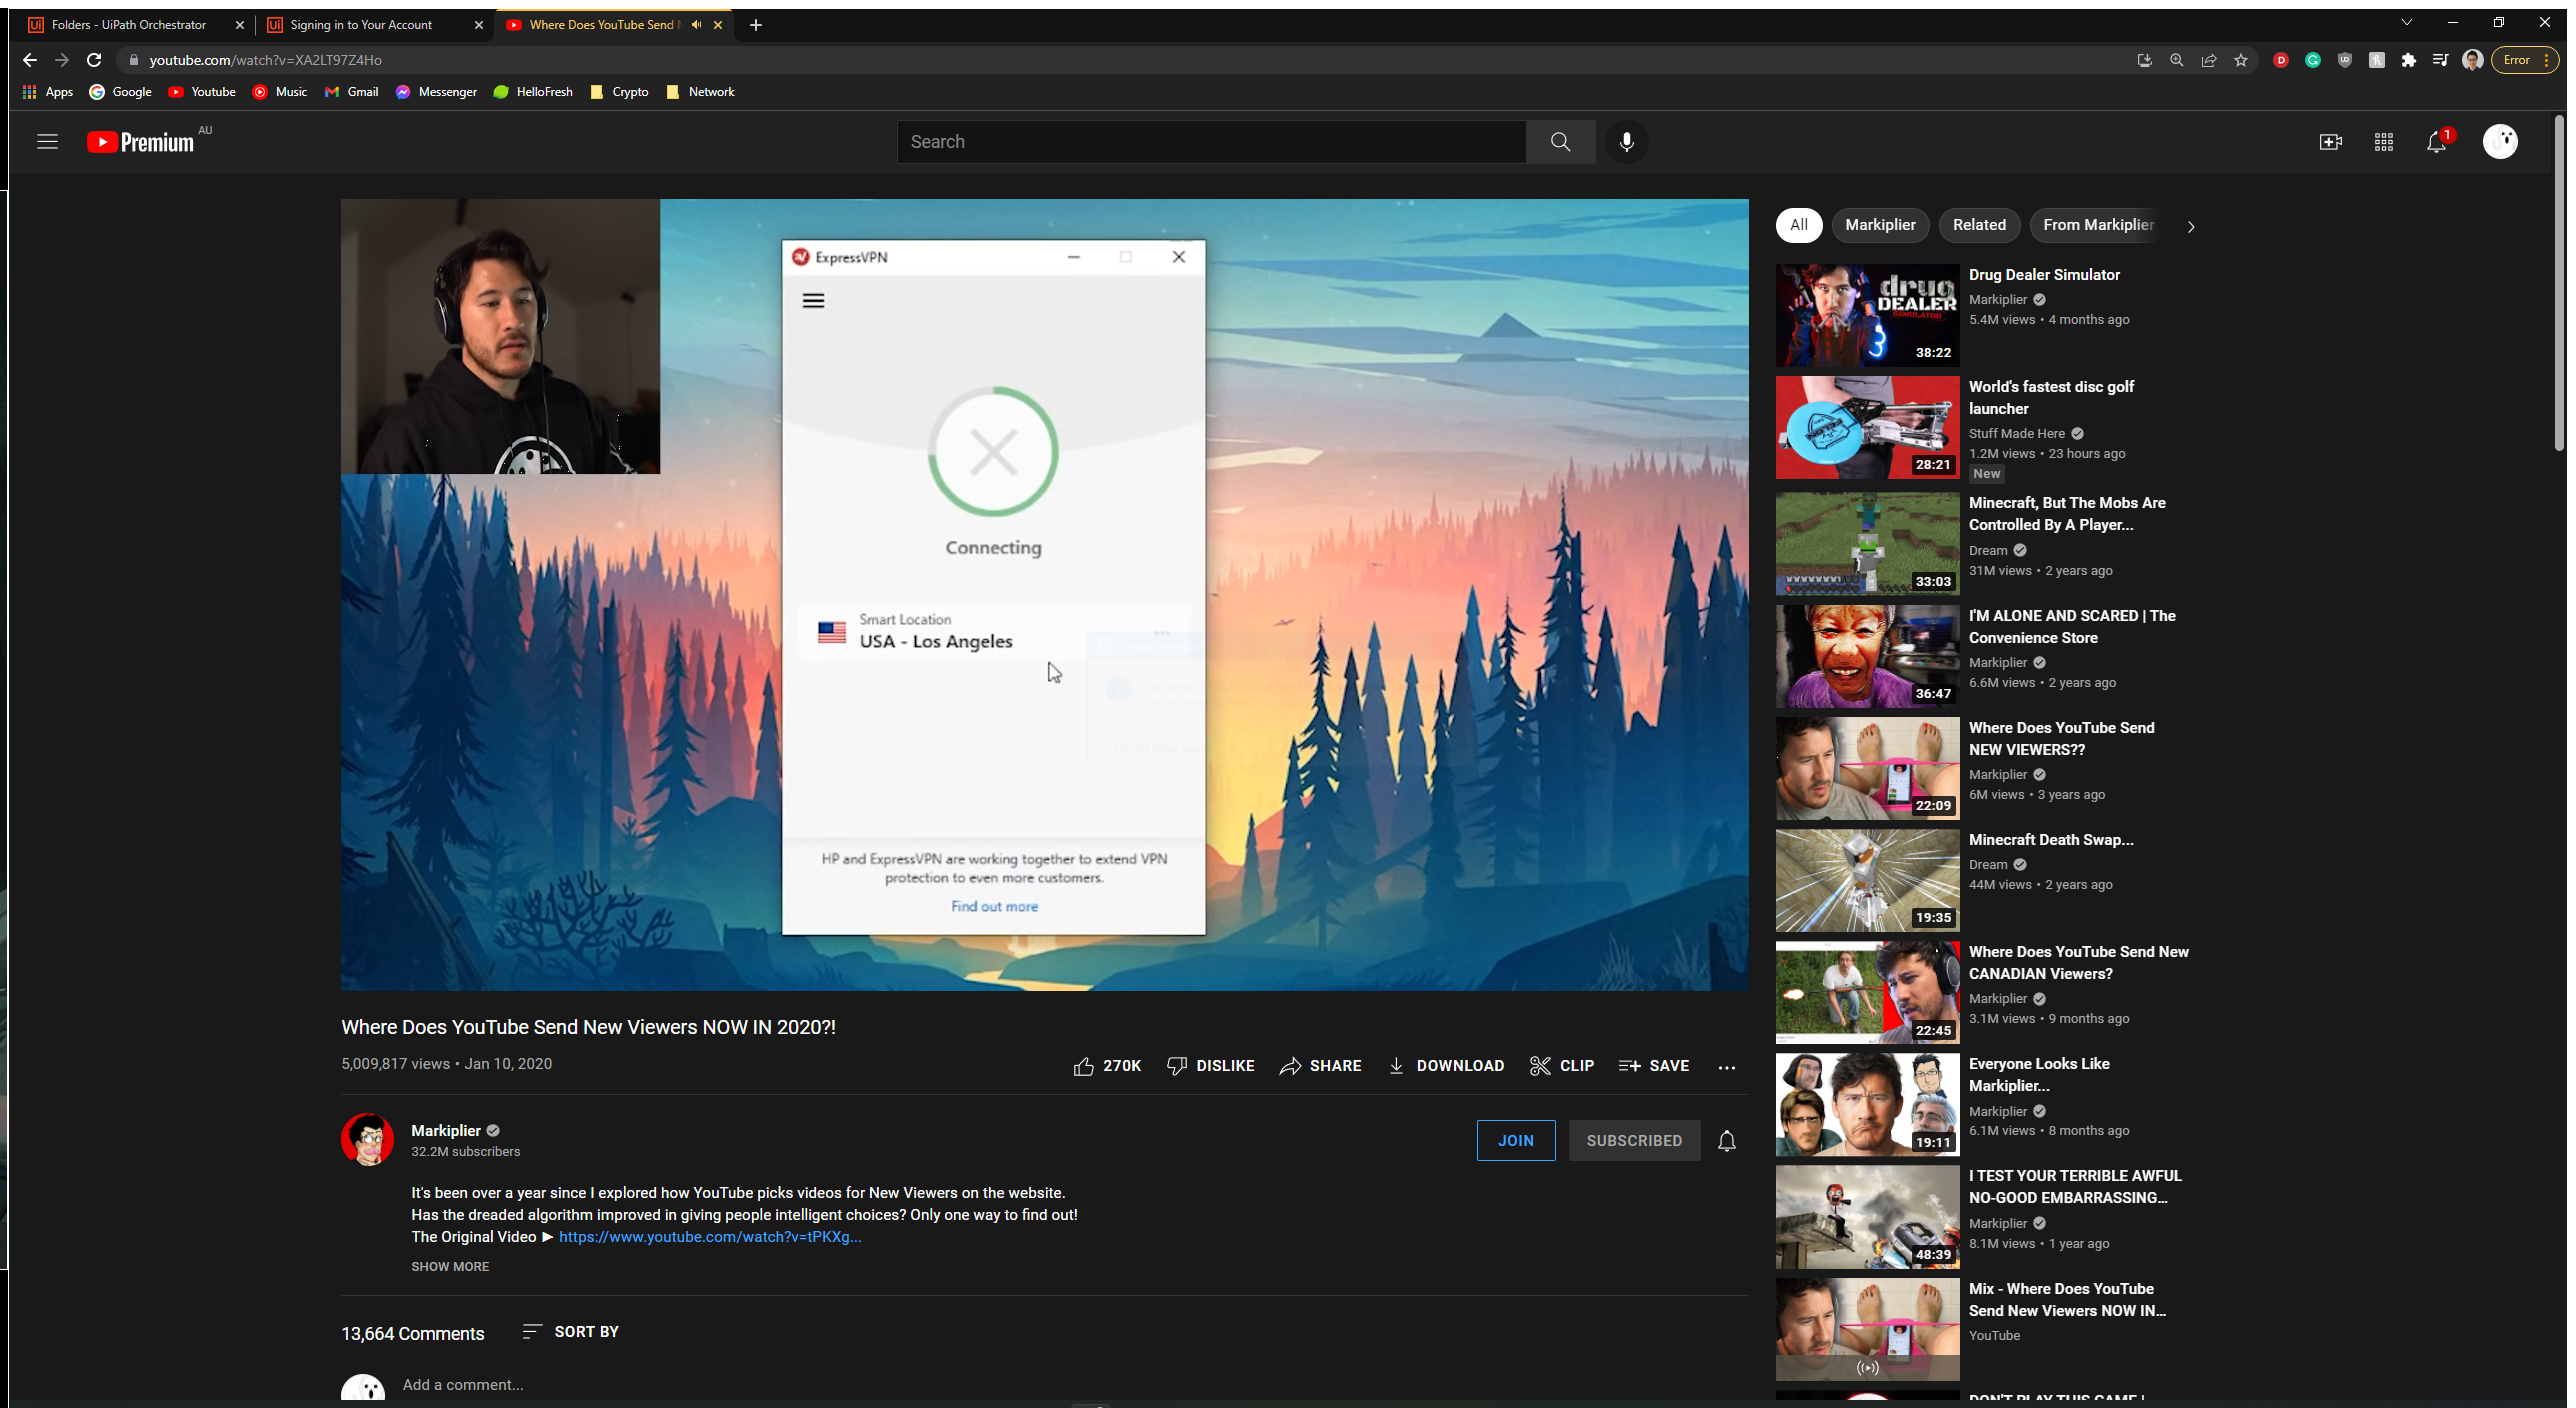 Folders - UiPath Orchestrator
Signing in to Your Account
Where Does YouTube Send
youtube.com/watch?v=XA2LT97Z4Ho
Error
Apps
Google
Youtube
Music
Gmail
Messenger
HelloFresh
Crypto
Network
Premium
AU
Search
1
ExpressVPN
Connecting
Smart Location
USA - Los Angeles
HP and ExpressVPN are working together to extend VPN
protection to even more customers.
Find out more
Where Does YouTube Send New Viewers NOW IN 2020?!
5,009,817 views • Jan 10, 2020
270K
DISLIKE
SHARE
DOWNLOAD
CLIP
SAVE
Markiplier
32.2M subscribers
JOIN
SUBSCRIBED
It's been over a year since I explored how YouTube picks videos for New Viewers on the website.
Has the dreaded algorithm improved in giving people intelligent choices? Only one way to find out!
The Original Video ► https://www.youtube.com/watch?v=tPKXg...
SHOW MORE
13,664 Comments
SORT BY
Add a comment...
All
Markiplier
Related
From Markiplier
drug
DEALER
SIMULATOR
38:22
Drug Dealer Simulator
Markiplier
5.4M views • 4 months ago
28:21
World's fastest disc golf
launcher
Stuff Made Here
1.2M views • 23 hours ago
New
33:03
Minecraft, But The Mobs Are
Controlled By A Player...
Dream
31M views • 2 years ago
36:47
I'M ALONE AND SCARED | The
Convenience Store
Markiplier
6.6M views • 2 years ago
22:09
Where Does YouTube Send
NEW VIEWERS??
Markiplier
6M views • 3 years ago
19:35
Minecraft Death Swap...
Dream
44M views • 2 years ago
22:45
Where Does YouTube Send New
CANADIAN Viewers?
Markiplier
3.1M views • 9 months ago
19:11
Everyone Looks Like
Markiplier...
Markiplier
6.1M views • 8 months ago
48:39
I TEST YOUR TERRIBLE AWFUL
NO-GOOD EMBARRASSING...
Markiplier
8.1M views • 1 year ago
Mix - Where Does YouTube
Send New Viewers NOW IN...
YouTube
DON'T PLAY THIS GAME |